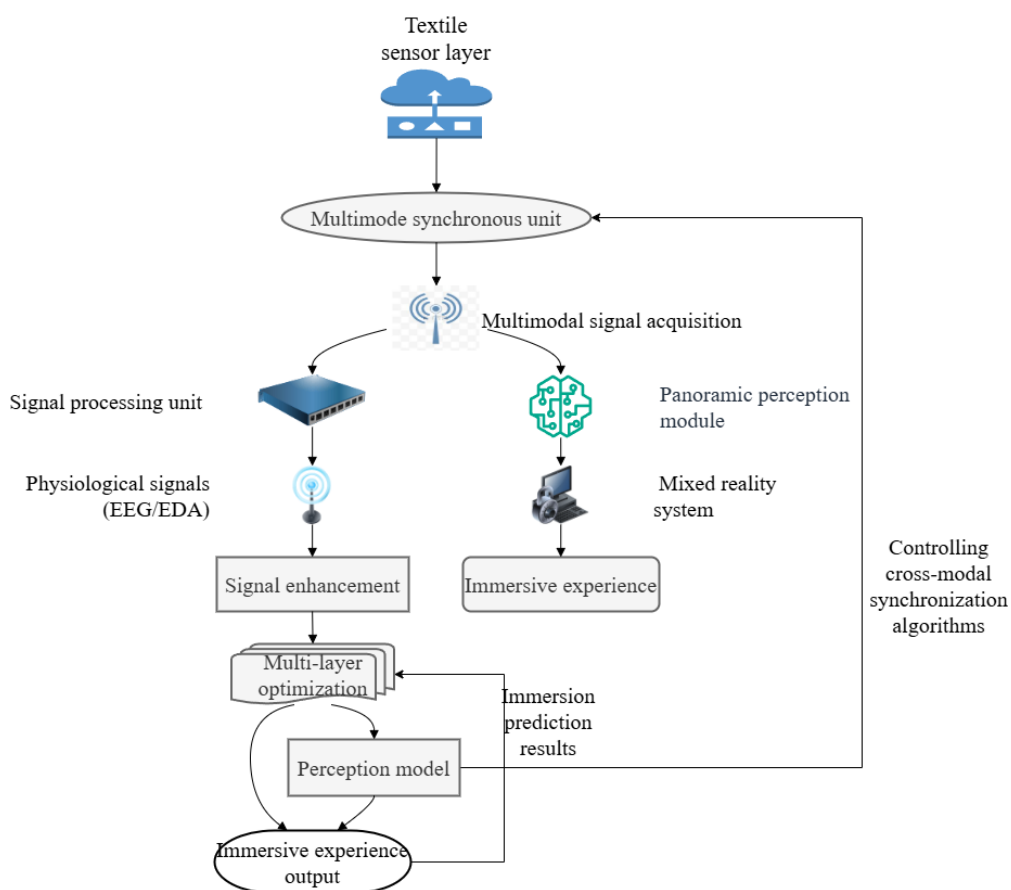 Textile
sensor layer
Multimode synchronous unit
Multimodal signal acquisition
Signal processing unit
Panoramic perception
module
Physiological signals
(EEG/EDA)
Mixed reality
system
Signal enhancement
Immersive experience
Controlling
cross-modal
synchronization
algorithms
Multi-layer
optimization
Immersion
prediction
results
Perception model
Immersive experience
output